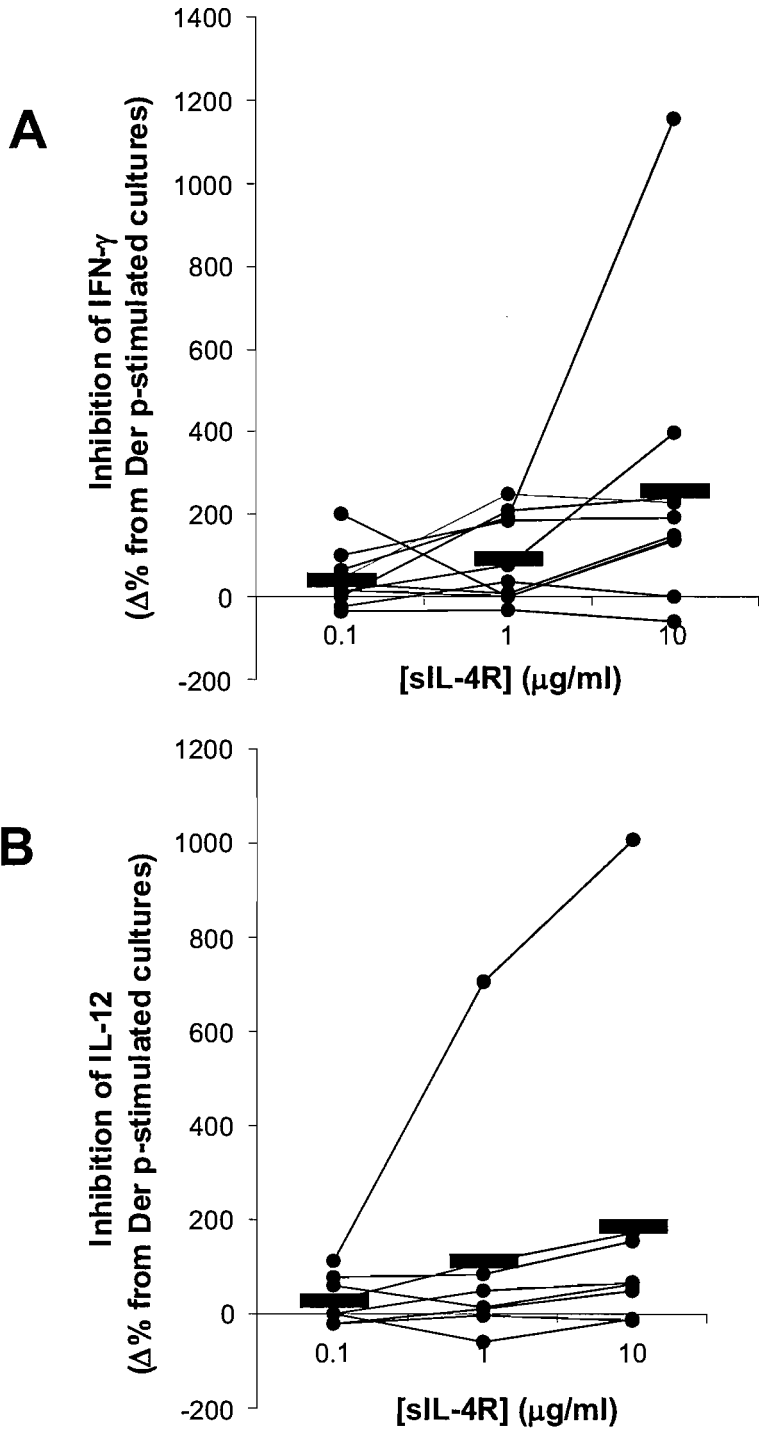 A
Inhibition of IFN-γ
(Δ% from Der p-stimulated cultures)
1400
1200
1000
800
600
400
200
0
-200
0.1 1 10
[sIL-4R] (μg/ml)
B
Inhibition of IL-12
(Δ% from Der p-stimulated cultures)
1200
1000
800
600
400
200
0
-200
0.1 1 10
[sIL-4R] (μg/ml)